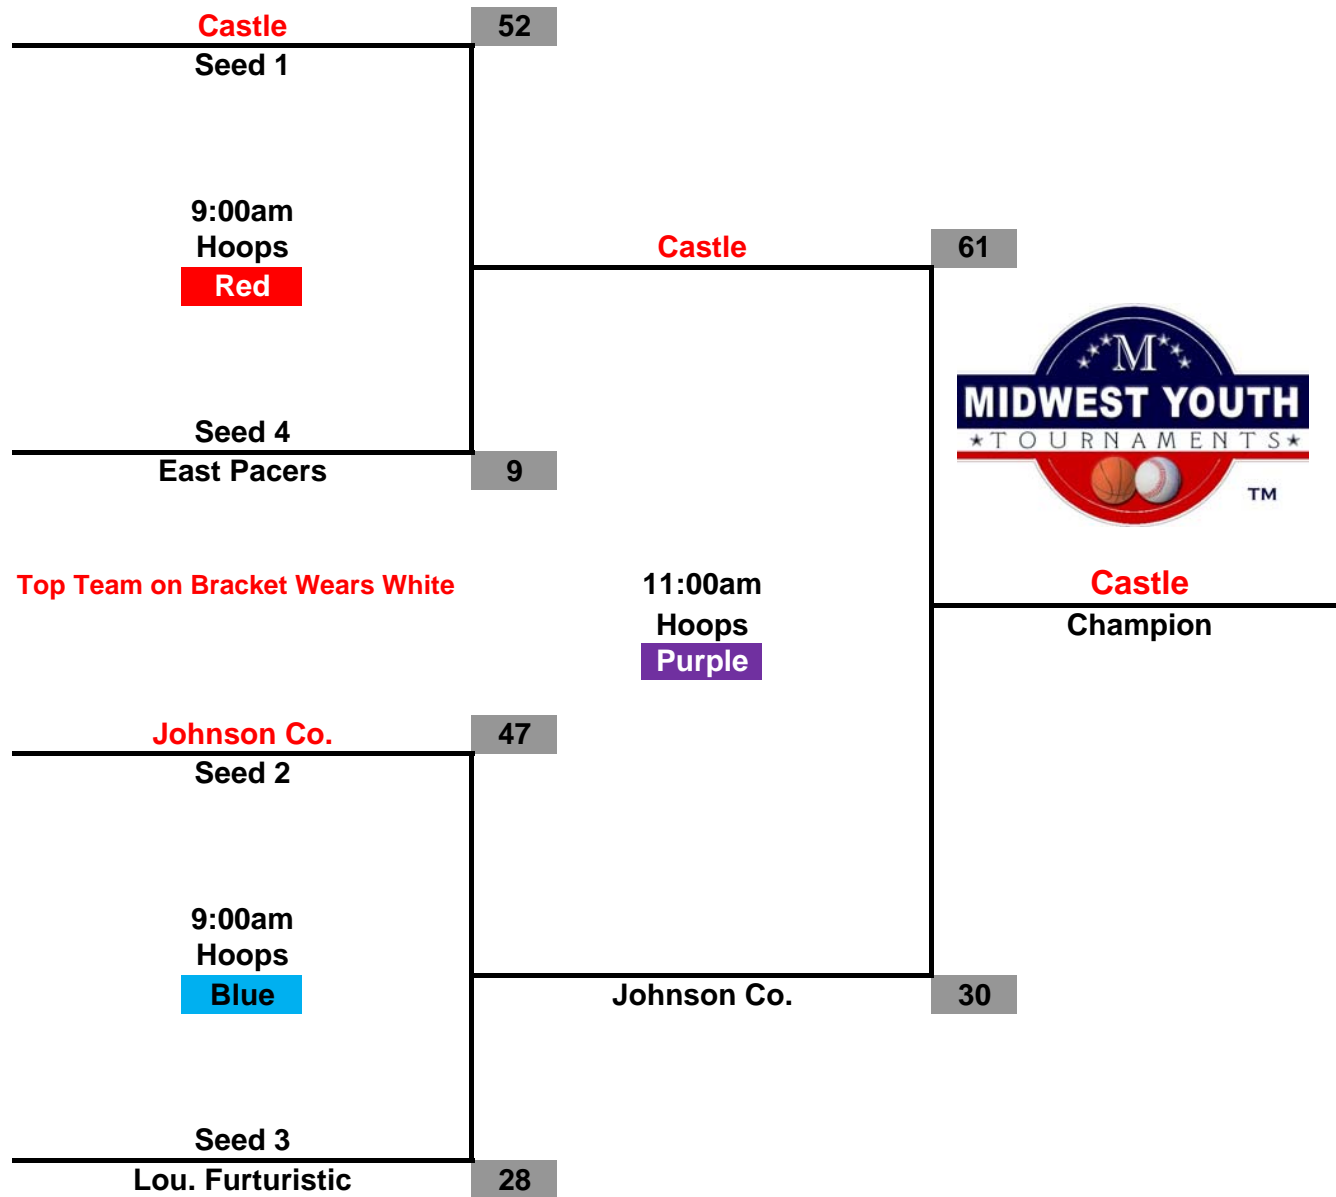 Castle 52
Seed 1
9:00am
Hoops
Red
Castle 61
M
MIDWEST YOUTH
★TOURNAMENTS★
TM
Seed 4
East Pacers 9
Top Team on Bracket Wears White
11:00am
Hoops
Purple
Castle
Champion
Johnson Co. 47
Seed 2
9:00am
Hoops
Blue
Johnson Co. 30
Seed 3
Lou. Furturistic 28